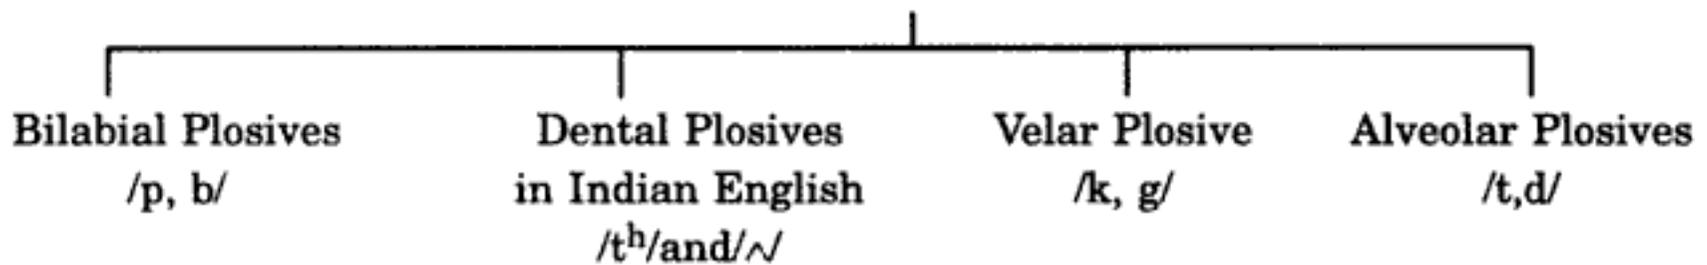 Bilabial Plosives
/p, b/
Dental Plosives
in Indian English
/tʰ/and/^/
Velar Plosive
/k, g/
Alveolar Plosives
/t,d/